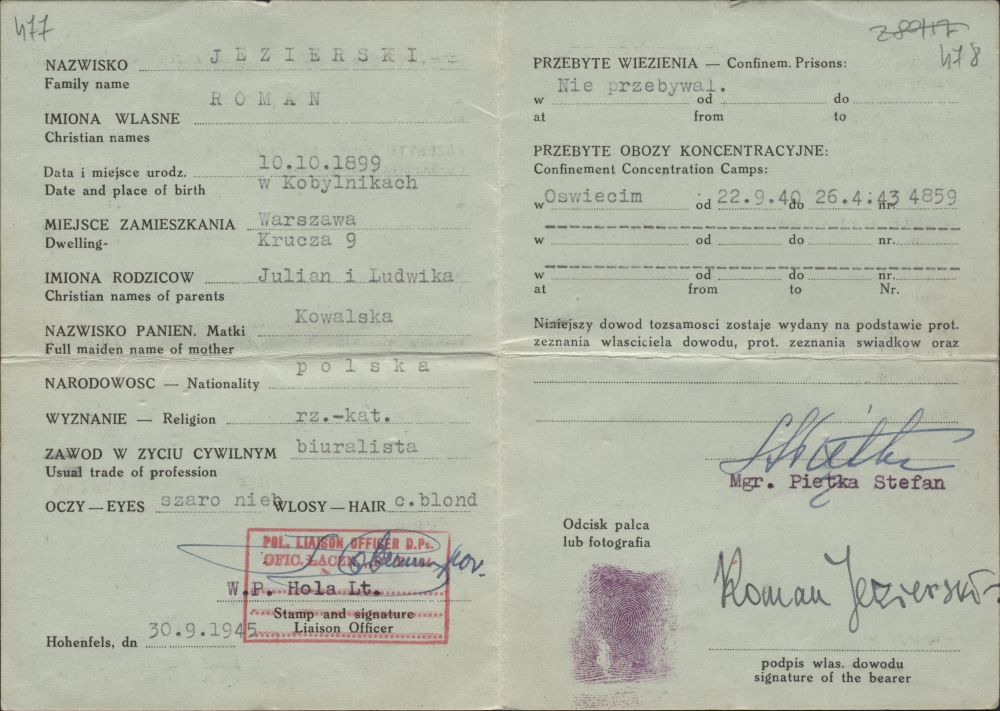 477
NAZWISKO JEZIERSKI
Family name
ROMAN
IMIONA WLASNE
Christian names
Data i miejsce urodz. 10.10.1899
Date and place of birth w Kobylnikach
MIEJSCE ZAMIESZKANIA Warszawa
Dwelling- Krucza 9
IMIONA RODZICOW Julian i Ludwika
Christian names of parents
NAZWISKO PANIEN. Matki Kowalska
Full maiden name of mother
NARODOWOSC — Nationality polska
WYZNANIE — Religion rz.-kat.
ZAWOD W ZYCIU CYWILNYM biuralista
Usual trade of profession
OCZY — EYES szaro nieb WLOSY — HAIR c.blond
POL. LIAISON OFFICER D.Ps.
OFIC. ŁACZN.
W.P. Hola Lt.
Stamp and signature
Liaison Officer
Hohenfels, dn 30.9.1945
478
PRZEBYTE WIEZIENIA — Confinem. Prisons:
w Nie przebywal. od do
at from to
PRZEBYTE OBOZY KONCENTRACYJNE:
Confinement Concentration Camps:
w Oswiecim od 22.9.40 do 26.4.43 nr. 4859
w od do nr.
w od do nr.
at from to Nr.
Niniejszy dowod tozsamosci zostaje wydany na podstawie prot.
zeznania wlasciciela dowodu, prot. zeznania swiadkow oraz
SPiętka
Mgr. Piętka Stefan
Odcisk palca
lub fotografia
Roman Jezierski
podpis wlas. dowodu
signature of the bearer